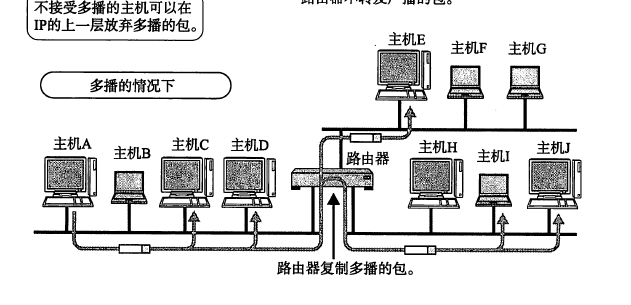 不接受多播的主机可以在
IP的上一层放弃多播的包。
路由器不转发广播的包。
多播的情况下
主机E
主机F
主机G
主机A
主机B
主机C
主机D
路由器
主机H
主机I
主机J
路由器复制多播的包。